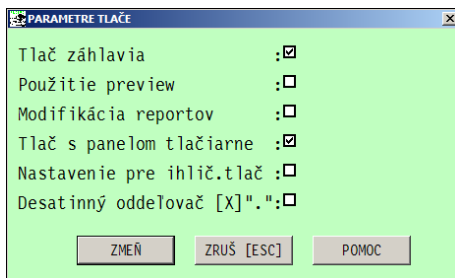 PARAMETRE TLAČE
Tlač záhlavia :
Použitie preview :
Modifikácia reportov :
Tlač s panelom tlačiarne :
Nastavenie pre ihlič.tlač :
Desatinný oddeľovač [X]".":
ZMEŇ ZRUŠ [ESC] POMOC